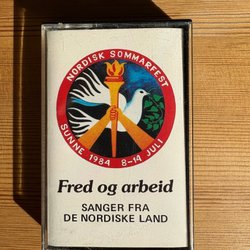 NORDISK SOMMARFEST
SUNNE 1984 8-14 JULI
Fred og arbeid
SANGER FRA
DE NORDISKE LAND